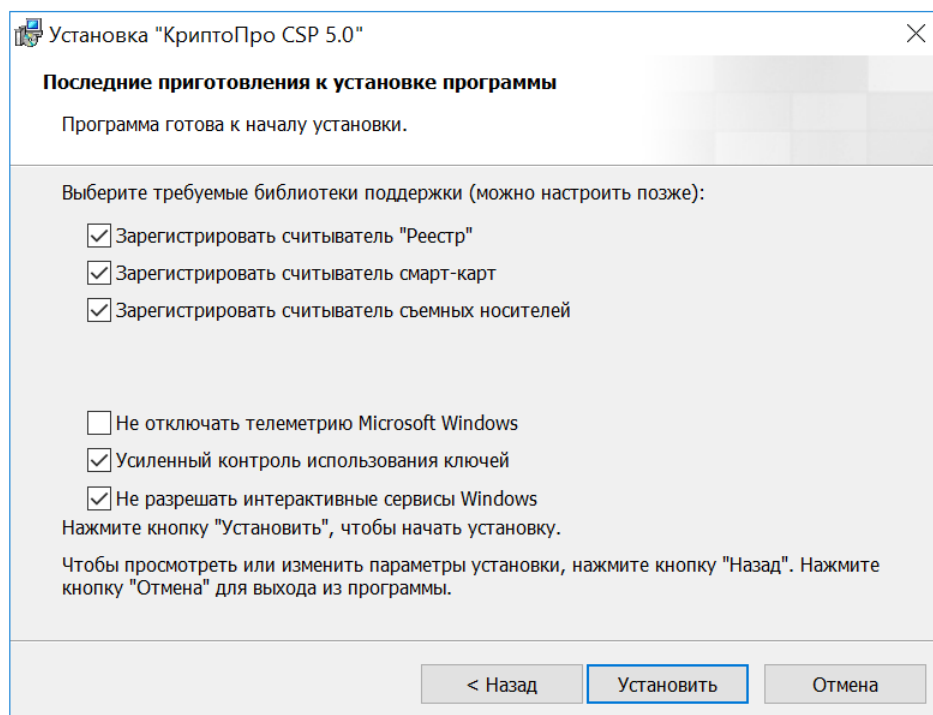 Установка "КриптоПро CSP 5.0"
Последние приготовления к установке программы
Программа готова к началу установки.
Выберите требуемые библиотеки поддержки (можно настроить позже):
Зарегистрировать считыватель "Реестр"
Зарегистрировать считыватель смарт-карт
Зарегистрировать считыватель съемных носителей
Не отключать телеметрию Microsoft Windows
Усиленный контроль использования ключей
Не разрешать интерактивные сервисы Windows
Нажмите кнопку "Установить", чтобы начать установку.
Чтобы просмотреть или изменить параметры установки, нажмите кнопку "Назад". Нажмите
кнопку "Отмена" для выхода из программы.
< Назад Установить Отмена